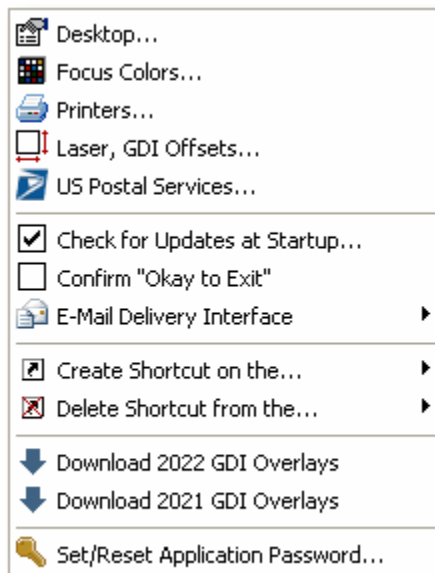 Desktop...
Focus Colors...
Printers...
Laser, GDI Offsets...
US Postal Services...
Check for Updates at Startup...
Confirm "Okay to Exit"
E-Mail Delivery Interface
Create Shortcut on the...
Delete Shortcut from the...
Download 2022 GDI Overlays
Download 2021 GDI Overlays
Set/Reset Application Password...